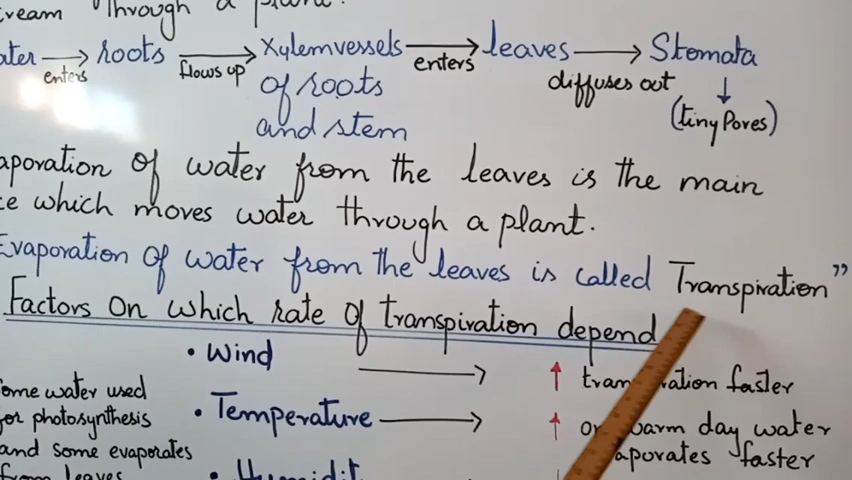 through a plant.
roots → Xylem vessels → leaves → Stomata
enters flows up enters diffuses out ↓
of roots (tiny Pores)
and stem
of water from the leaves is the main
which moves water through a plant.
Evaporation of water from the leaves is called Transpiration”
Factors on which rate of transpiration depend
• Wind → ↑ faster
some water used
for photosynthesis • Temperature → ↑ warm day water
and some evaporates faster
from leaves